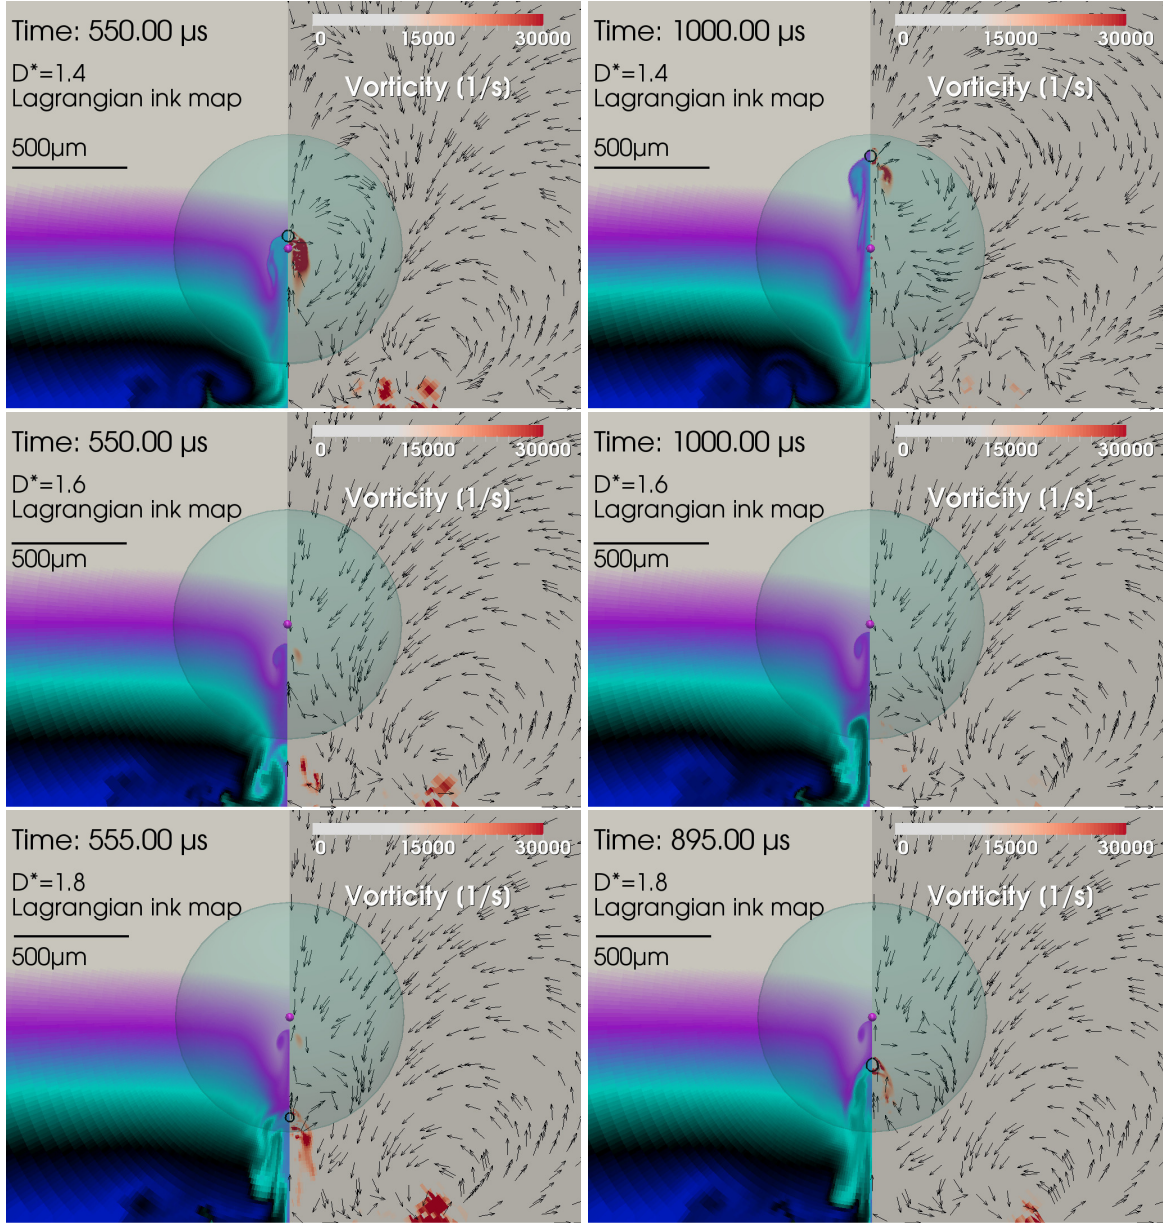 Time: 550.00 µs
0 15000 30000
D*=1.4
Lagrangian ink map
Vorticity (1/s)
500µm
Time: 1000.00 µs
0 15000 30000
D*=1.4
Lagrangian ink map
Vorticity (1/s)
500µm
Time: 550.00 µs
0 15000 30000
D*=1.6
Lagrangian ink map
Vorticity (1/s)
500µm
Time: 1000.00 µs
0 15000 30000
D*=1.6
Lagrangian ink map
Vorticity (1/s)
500µm
Time: 555.00 µs
0 15000 30000
D*=1.8
Lagrangian ink map
Vorticity (1/s)
500µm
Time: 895.00 µs
0 15000 30000
D*=1.8
Lagrangian ink map
Vorticity (1/s)
500µm